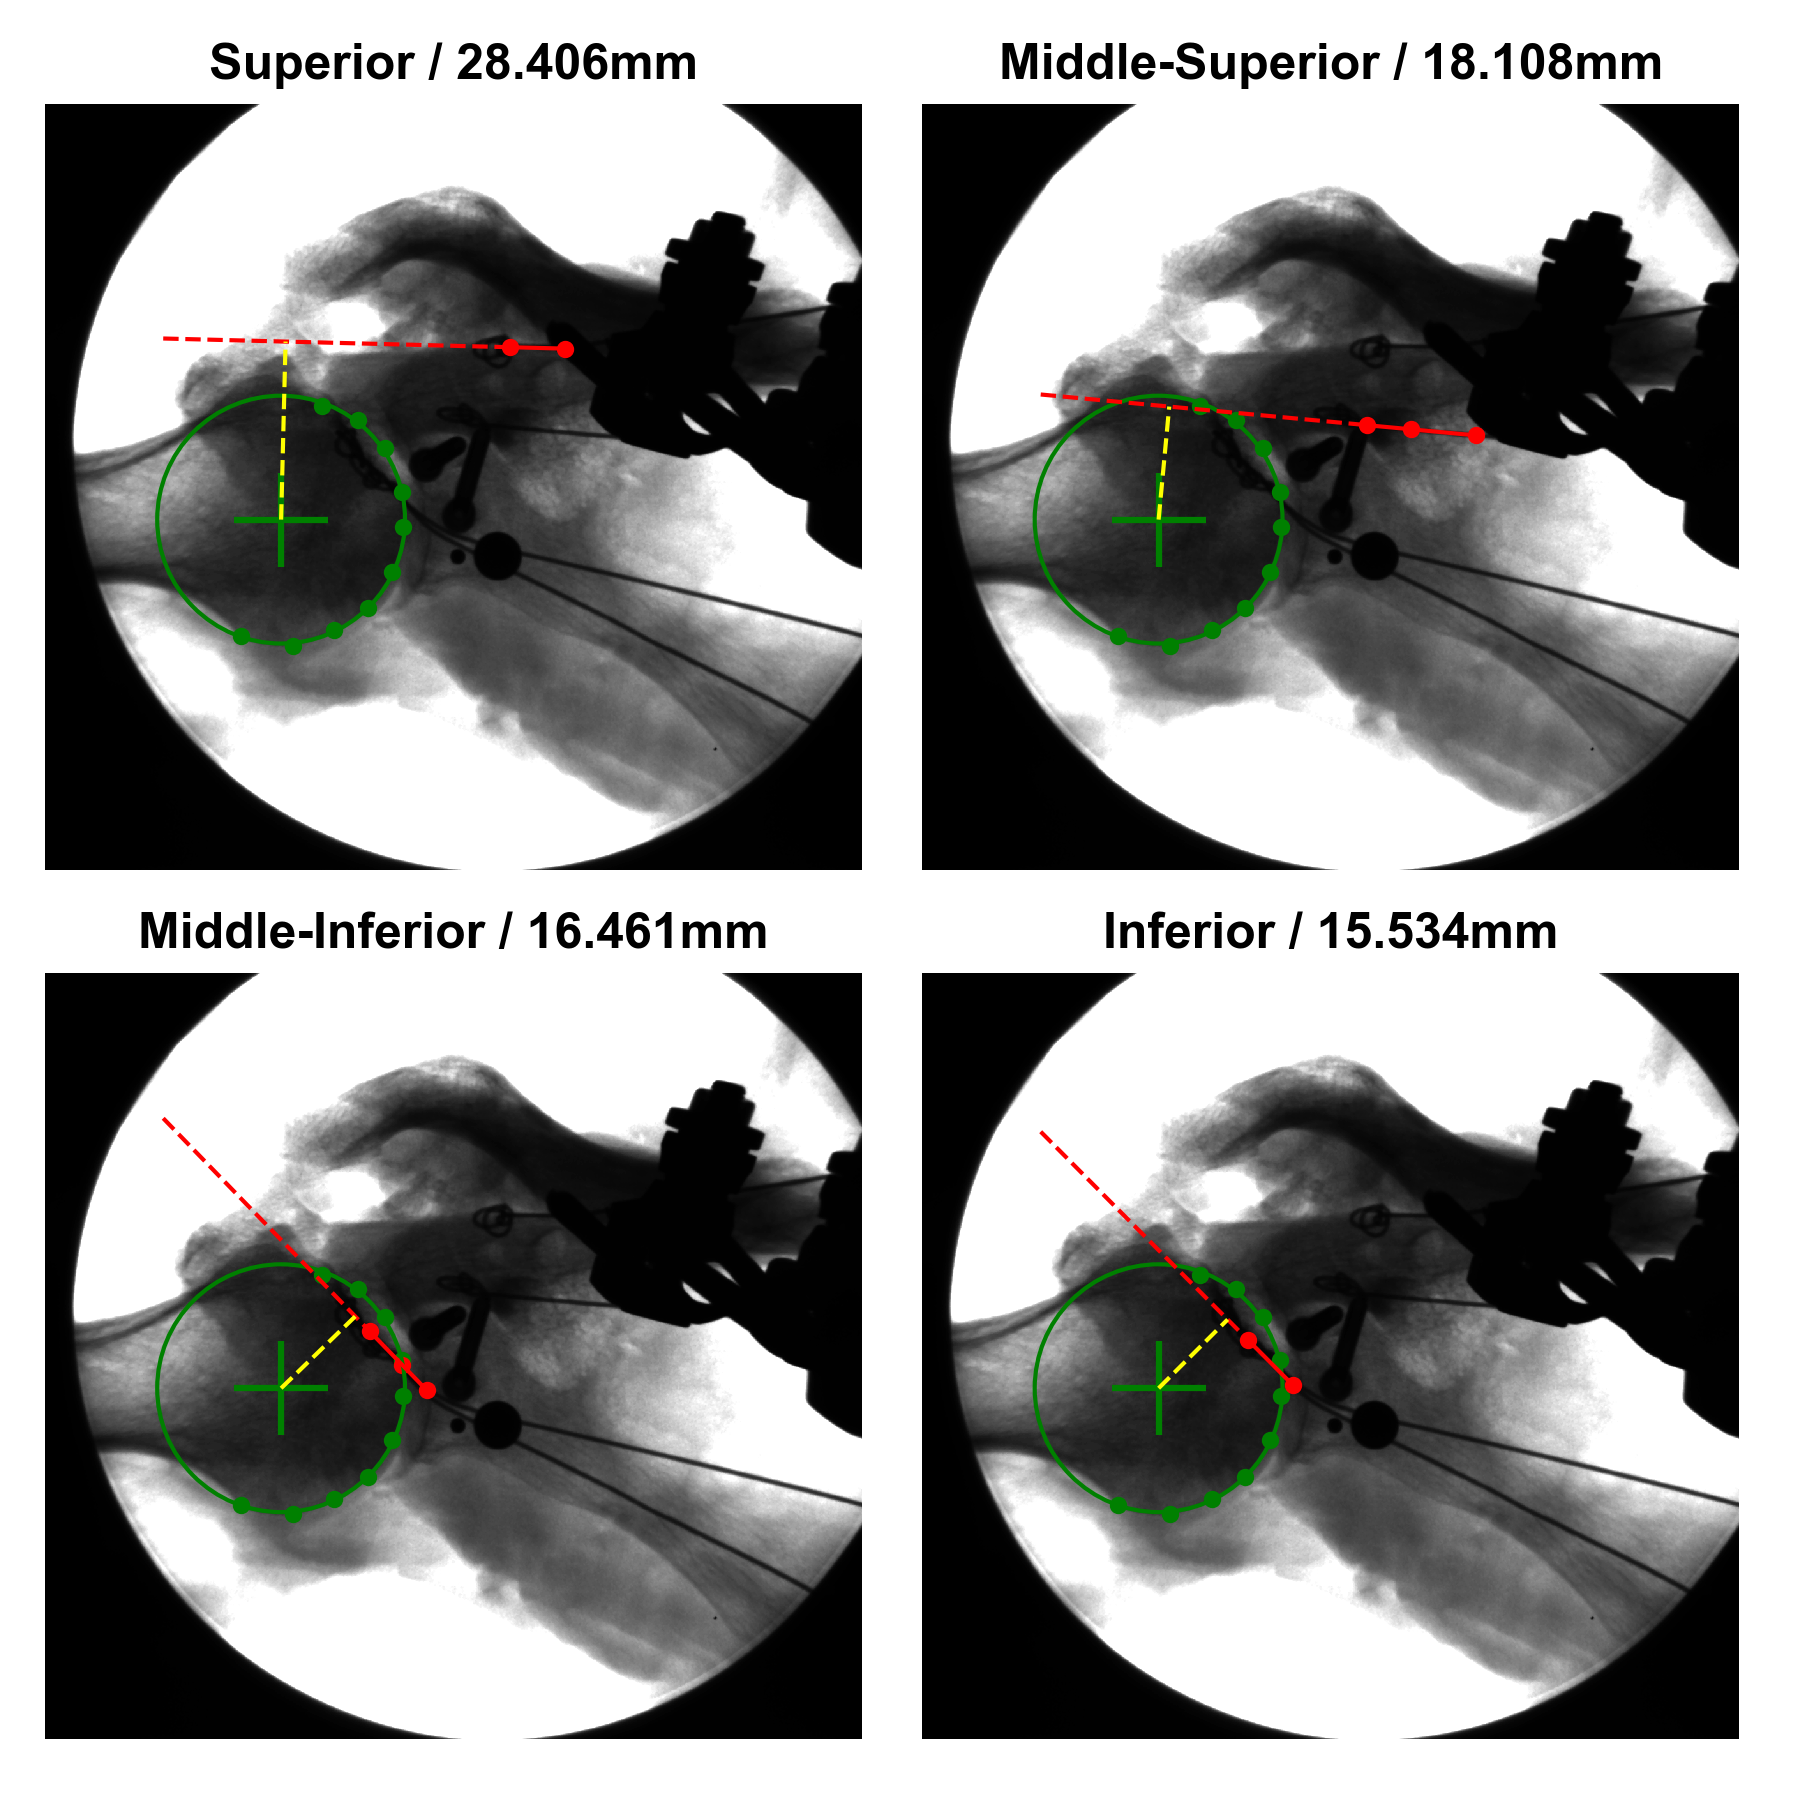 Superior / 28.406mm
Middle-Superior / 18.108mm
Middle-Inferior / 16.461mm
Inferior / 15.534mm